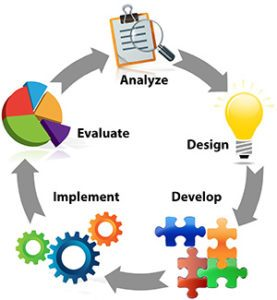 Analyze
Design
Develop
Implement
Evaluate